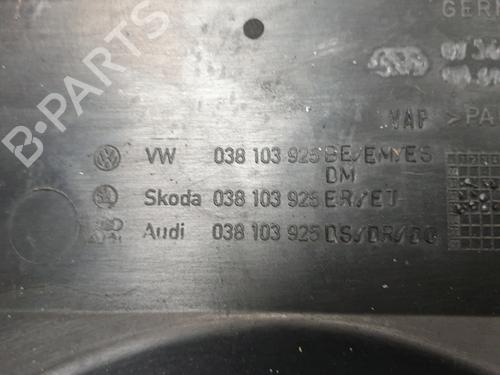 GER
VAP >PA
VW 038 103 925 BE/EM/ES
DM
Skoda 038 103 925 ER/ET
Audi 038 103 925 DS/DR/DQ
B-PARTS